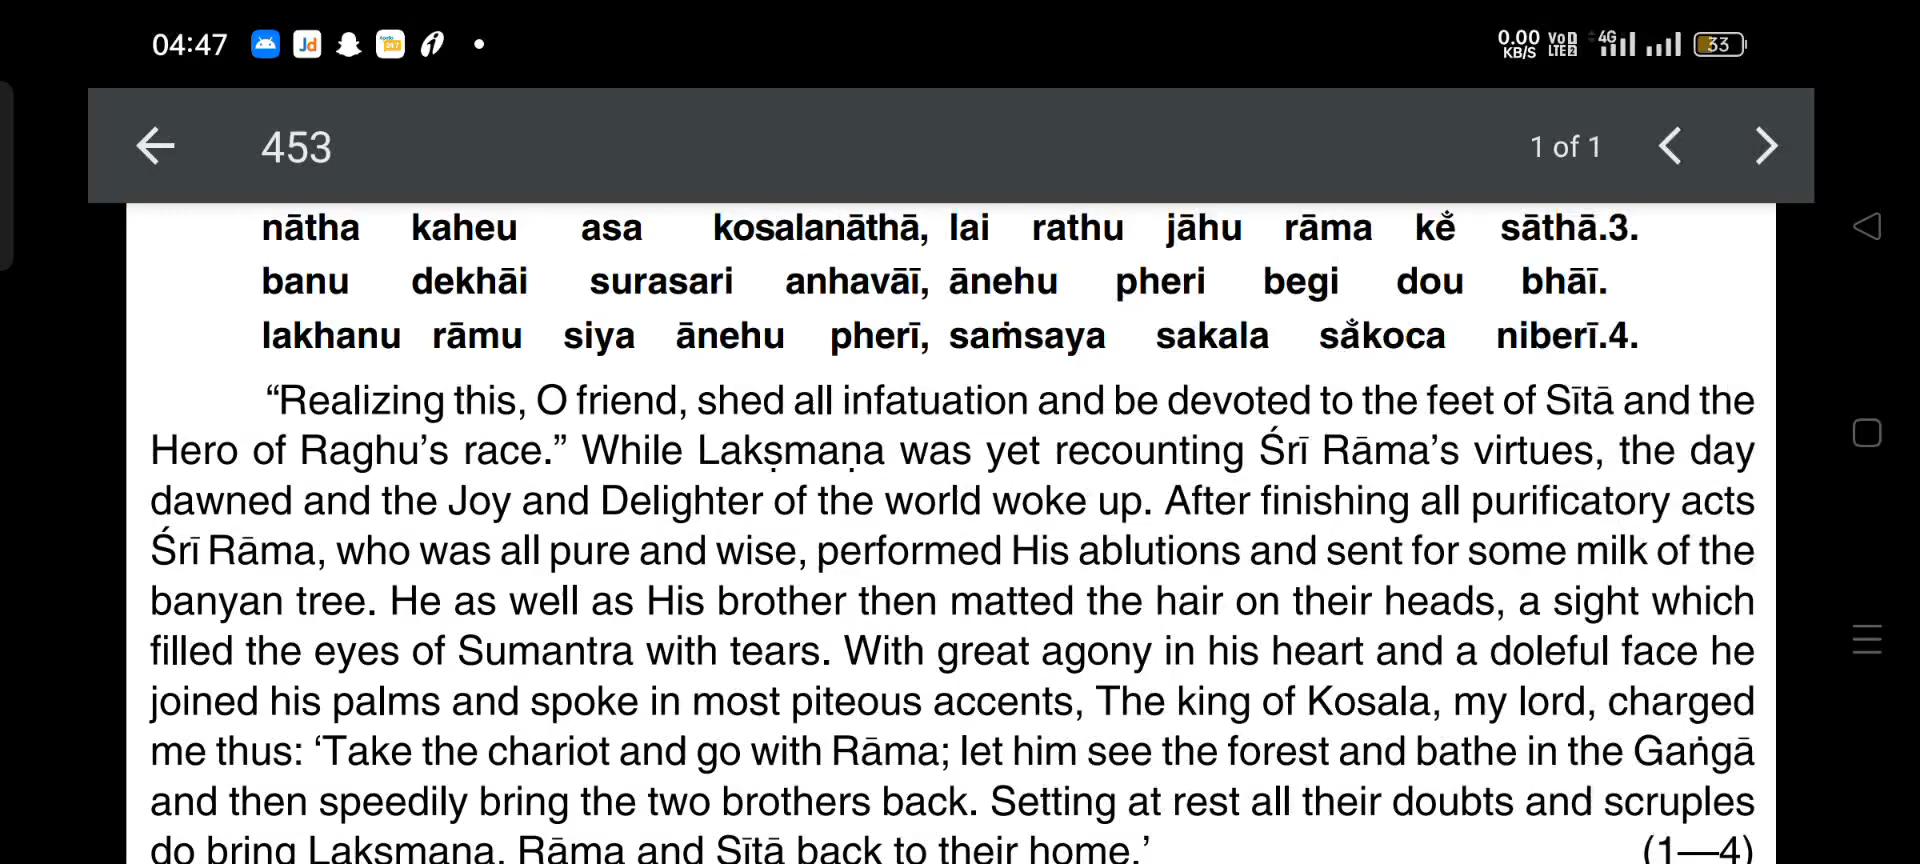 04:47 Jd 0.00 KB/S VoD LTE2 4G 33
453 1 of 1
nātha kaheu asa kosalanāthā, lai rathu jāhu rāma kě̇ sāthā.3.
banu dekhāi surasari anhavāī, ānehu pheri begi dou bhāī.
lakhanu rāmu siya ānehu pherī, saṁsaya sakala sǎ̇koca niberī.4.
“Realizing this, O friend, shed all infatuation and be devoted to the feet of Sītā and the
Hero of Raghu’s race.” While Lakṣmaṇa was yet recounting Śrī Rāma’s virtues, the day
dawned and the Joy and Delighter of the world woke up. After finishing all purificatory acts
Śrī Rāma, who was all pure and wise, performed His ablutions and sent for some milk of the
banyan tree. He as well as His brother then matted the hair on their heads, a sight which
filled the eyes of Sumantra with tears. With great agony in his heart and a doleful face he
joined his palms and spoke in most piteous accents, The king of Kosala, my lord, charged
me thus: ‘Take the chariot and go with Rāma; let him see the forest and bathe in the Gaṅgā
and then speedily bring the two brothers back. Setting at rest all their doubts and scruples
do bring Lakṣmaṇa, Rāma and Sītā back to their home.’ (1—4)